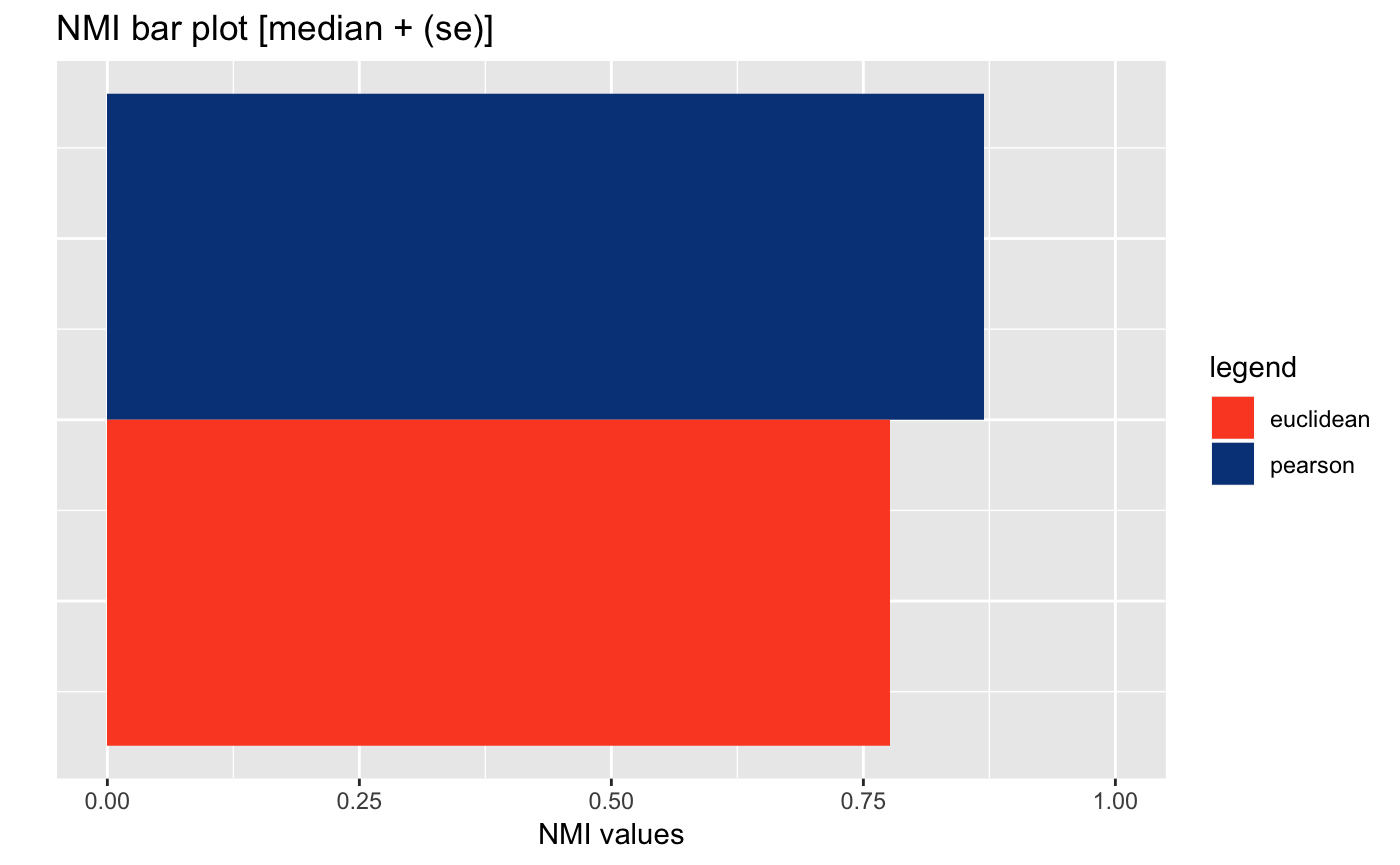 NMI bar plot [median + (se)]
legend
euclidean
pearson
0.00 0.25 0.50 0.75 1.00
NMI values